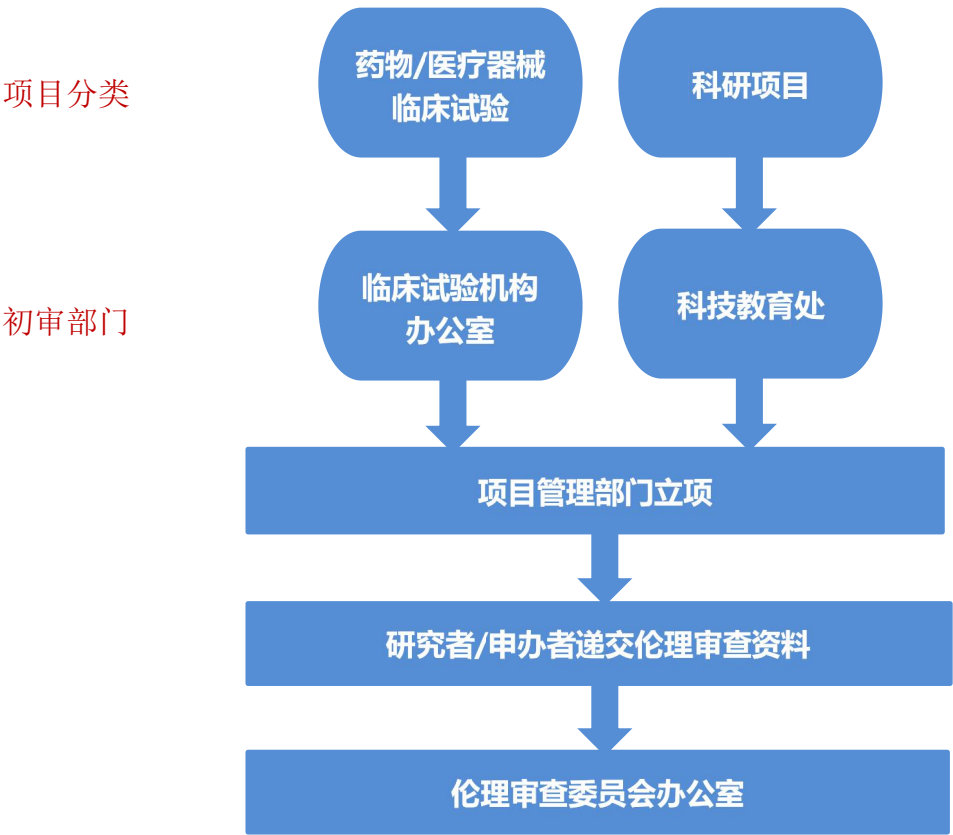 项目分类
药物/医疗器械
临床试验
科研项目
初审部门
临床试验机构
办公室
科技教育处
项目管理部门立项
研究者/申办者递交伦理审查资料
伦理审查委员会办公室